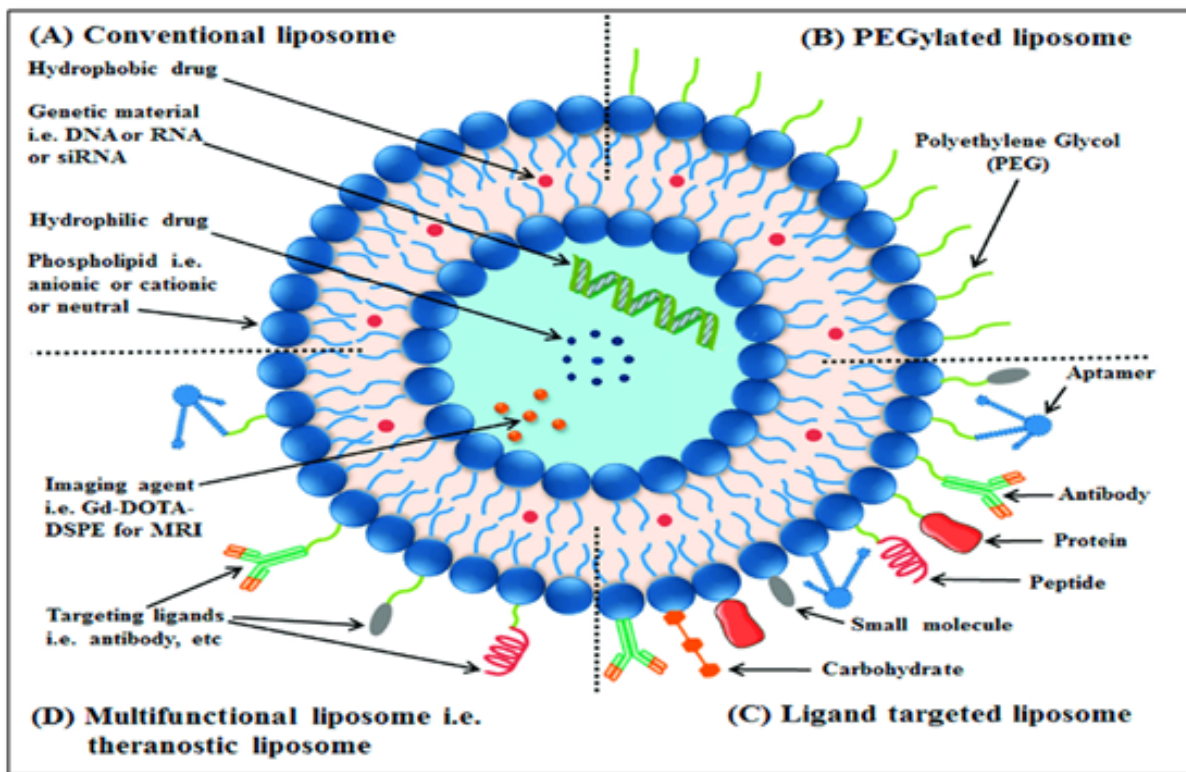 (A) Conventional liposome
(B) PEGylated liposome
Hydrophobic drug
Genetic material
i.e. DNA or RNA
or siRNA
Hydrophilic drug
Phospholipid i.e.
anionic or cationic
or neutral
Polyethylene Glycol
(PEG)
Aptamer
Antibody
Protein
Peptide
Small molecule
Carbohydrate
Imaging agent
i.e. Gd-DOTA-
DSPE for MRI
Targeting ligands
i.e. antibody, etc
(D) Multifunctional liposome i.e.
theranostic liposome
(C) Ligand targeted liposome